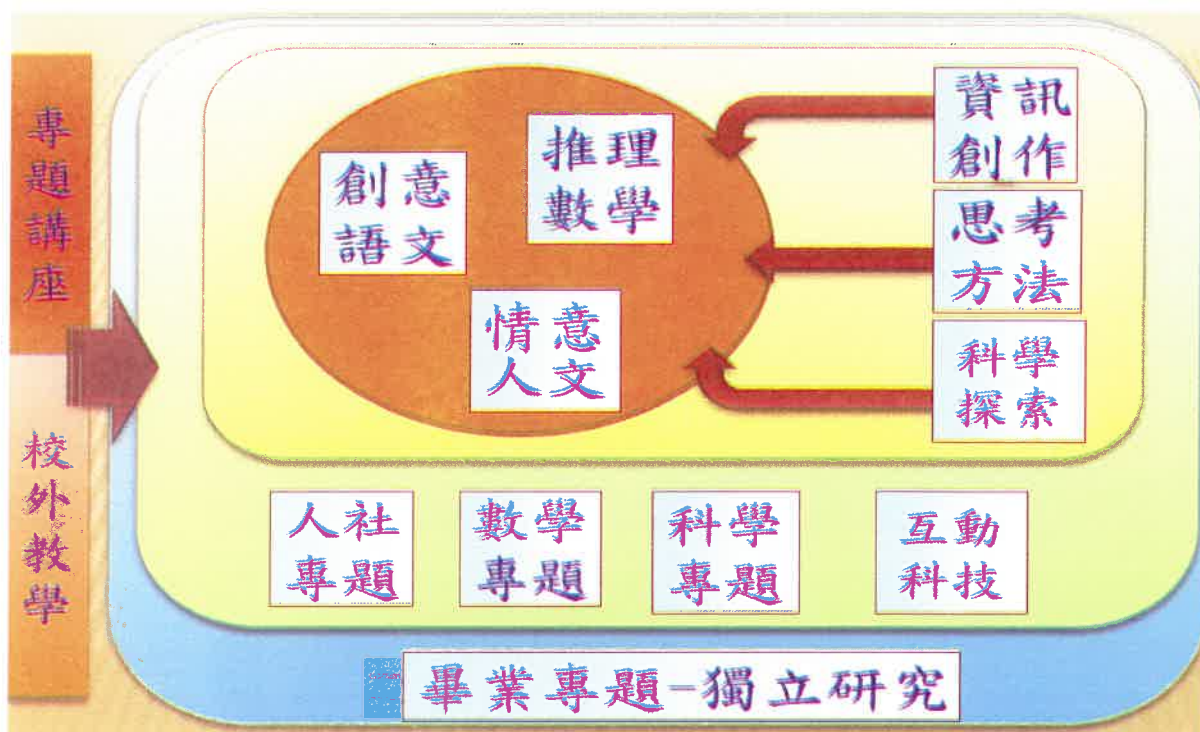 專題講座
校外教學
創意
語文
推理
數學
情意
人文
資訊
創作
思考
方法
科學
探索
人社
專題
數學
專題
科學
專題
互動
科技
畢業專題-獨立研究